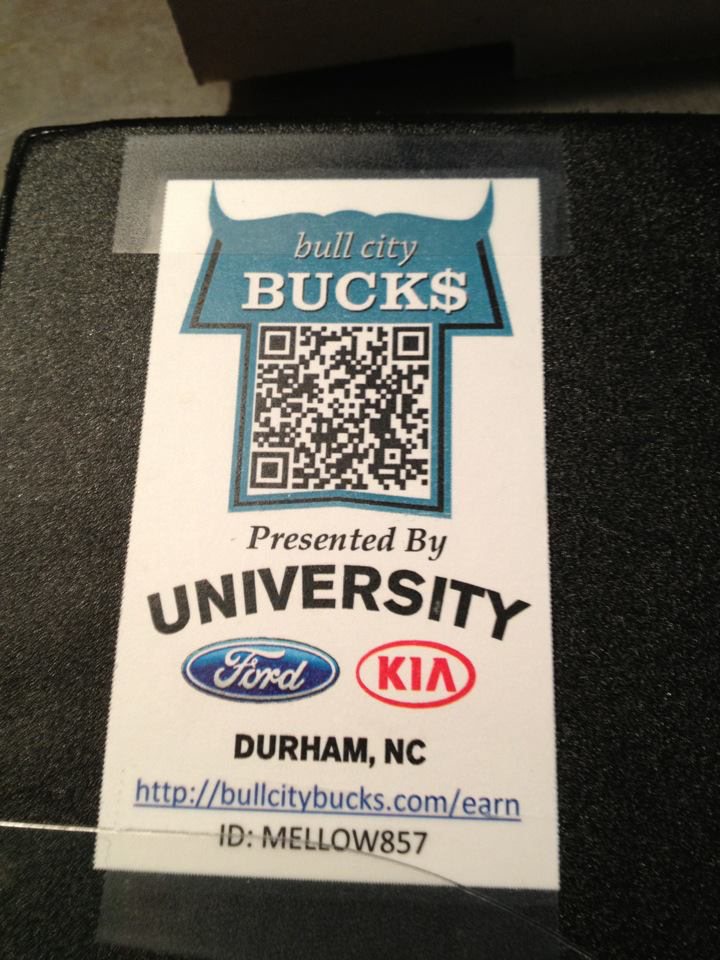 bull city
BUCK$
Presented By
UNIVERSITY
Ford KIA
DURHAM, NC
http://bullcitybucks.com/earn
ID: MELLOW857